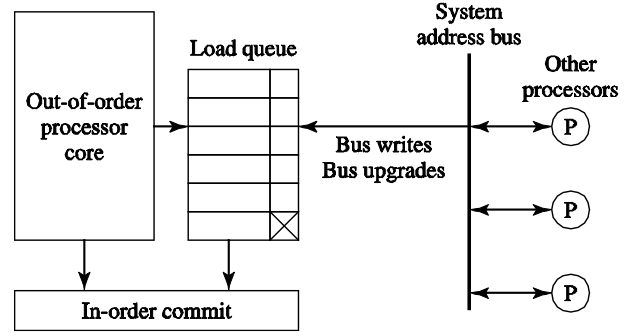 System
address bus
Load queue
Other
processors
Out-of-order
processor
core
P
Bus writes
Bus upgrades
P
P
In-order commit